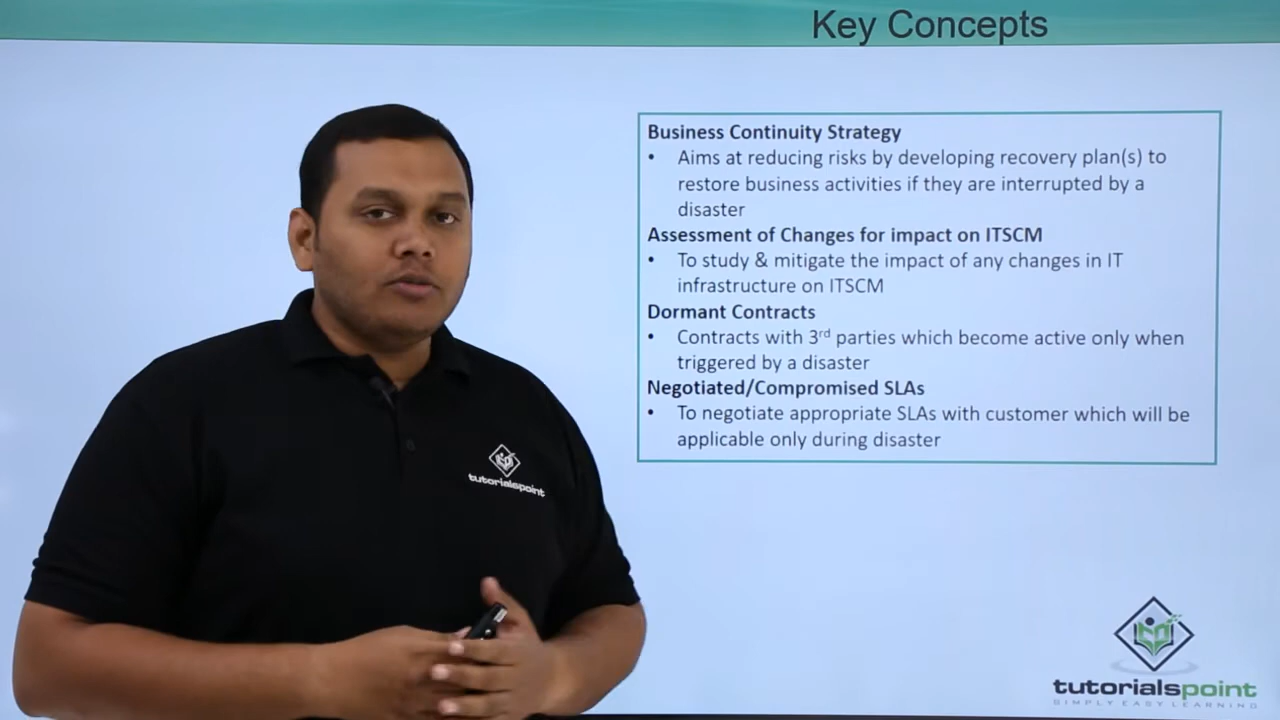 Key Concepts
Business Continuity Strategy
• Aims at reducing risks by developing recovery plan(s) to
restore business activities if they are interrupted by a
disaster
Assessment of Changes for impact on ITSCM
• To study & mitigate the impact of any changes in IT
infrastructure on ITSCM
Dormant Contracts
• Contracts with 3rd parties which become active only when
triggered by a disaster
Negotiated/Compromised SLAs
• To negotiate appropriate SLAs with customer which will be
applicable only during disaster
tutorialspoint
tutorialspoint
SIMPLY EASY LEARNING